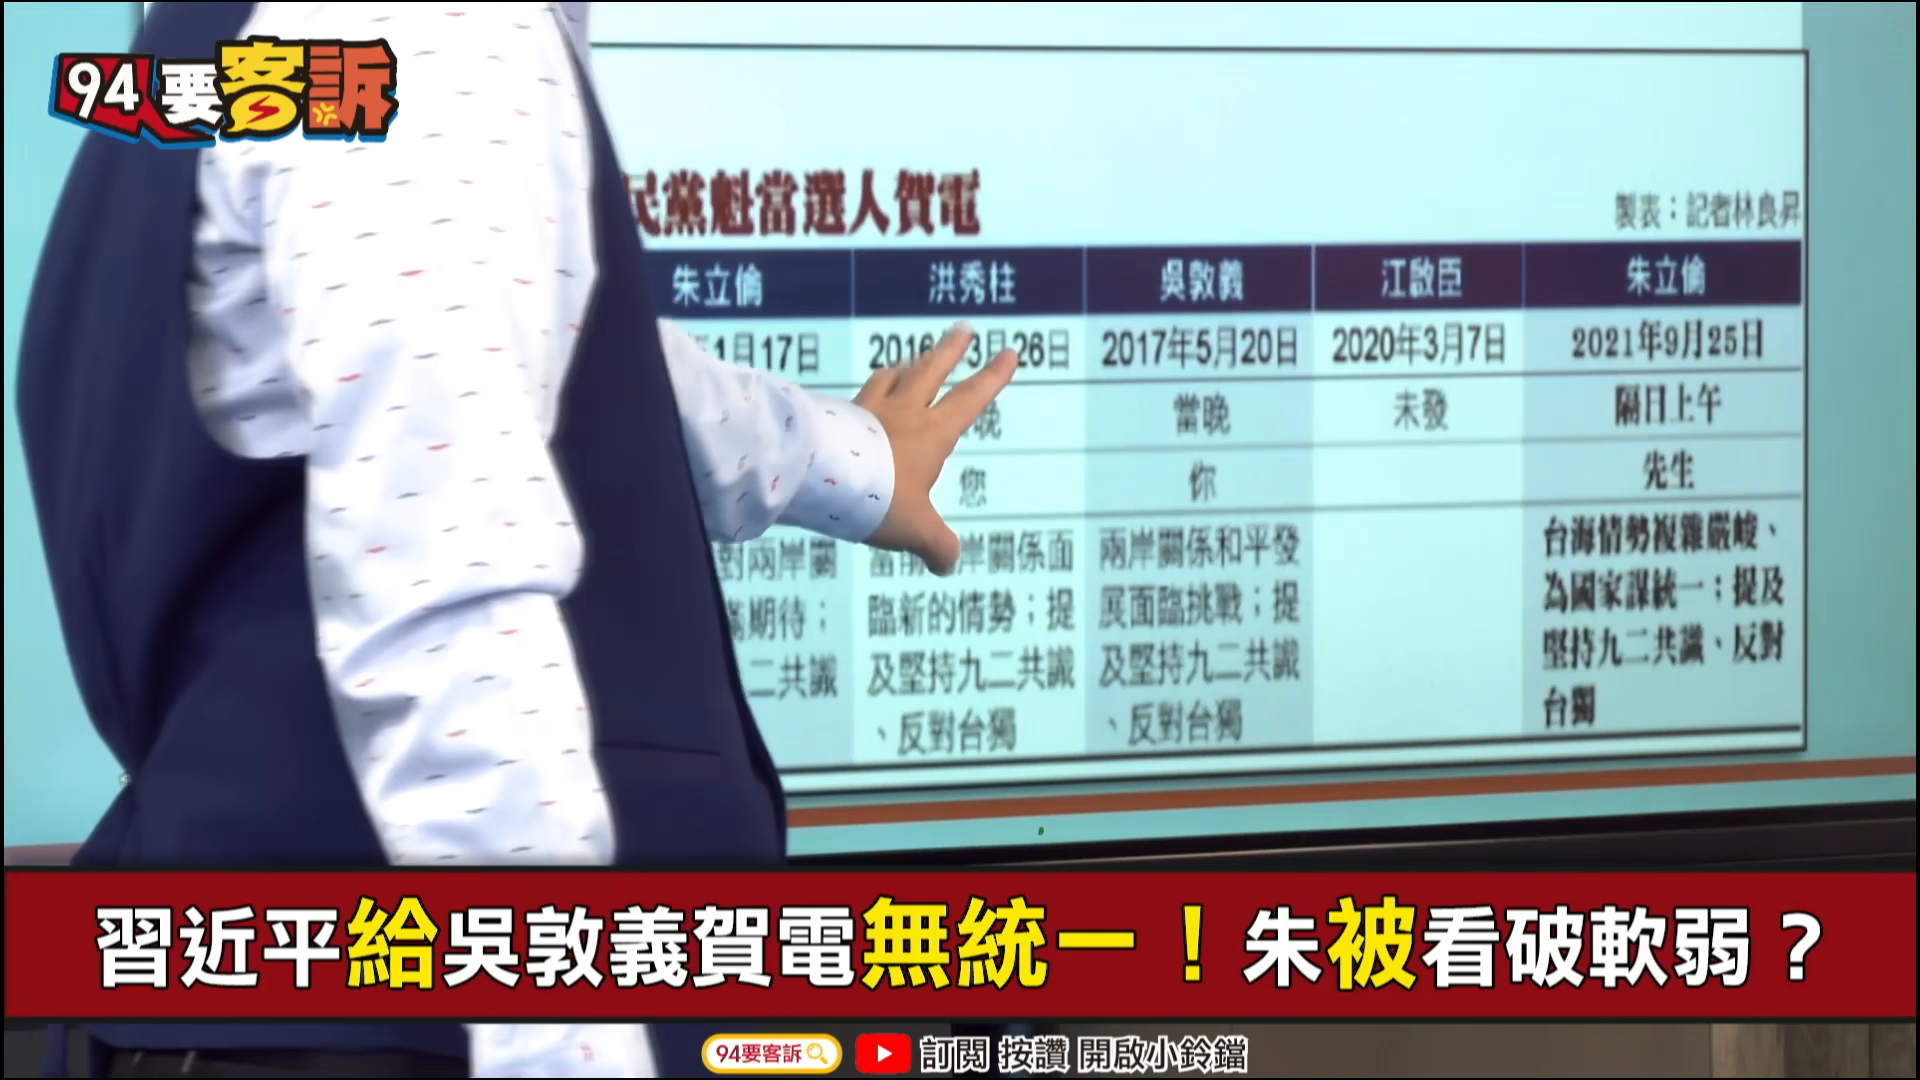 94要客訴
民黨魁當選人賀電
製表：記者林良昇
朱立倫 洪秀柱 吳敦義 江啟臣 朱立倫
1月17日 2016年3月26日 2017年5月20日 2020年3月7日 2021年9月25日
晚 當晚 未發 隔日上午
您 你 先生
對兩岸關 當前 岸關係面 兩岸關係和平發 台海情勢複雜嚴峻、
滿期待； 臨新的情勢；提 展面臨挑戰；提 為國家謀統一；提及
二共識 及堅持九二共識 及堅持九二共識 堅持九二共識、反對
、反對台獨 、反對台獨 台獨
習近平給吳敦義賀電無統一！朱被看破軟弱？
94要客訴 訂閱 按讚 開啟小鈴鐺